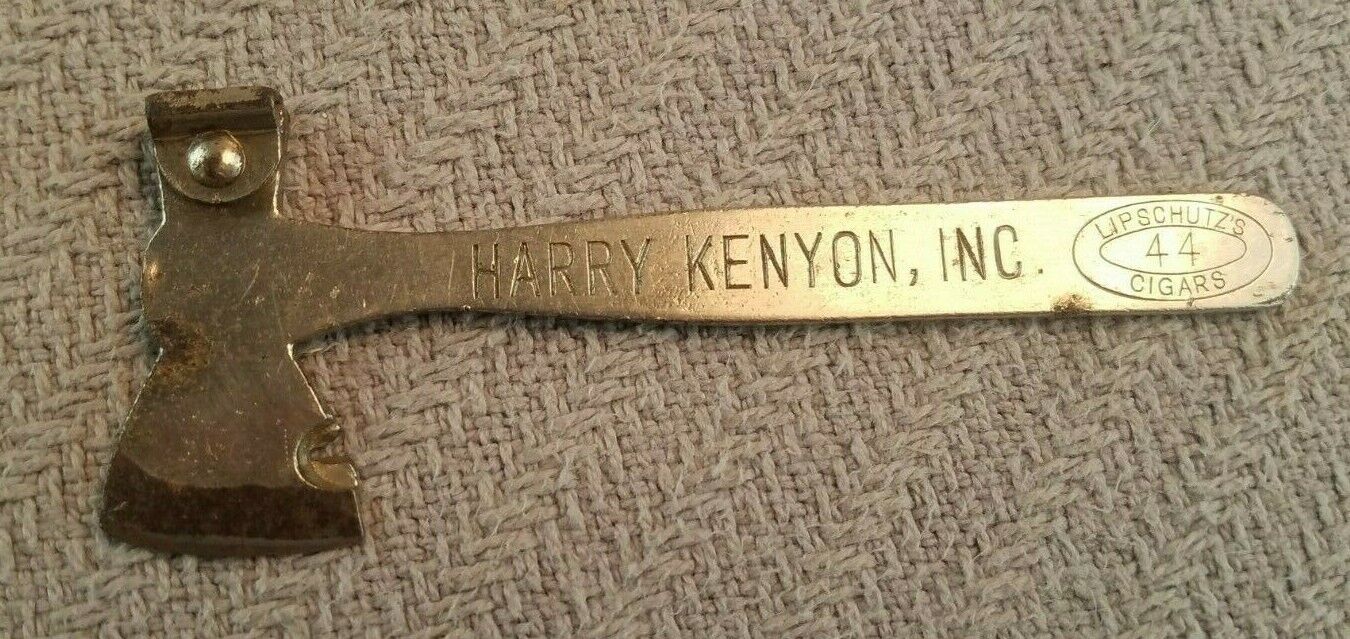 HARRY KENYON, INC.
LIPSCHUTZ'S
44
CIGARS